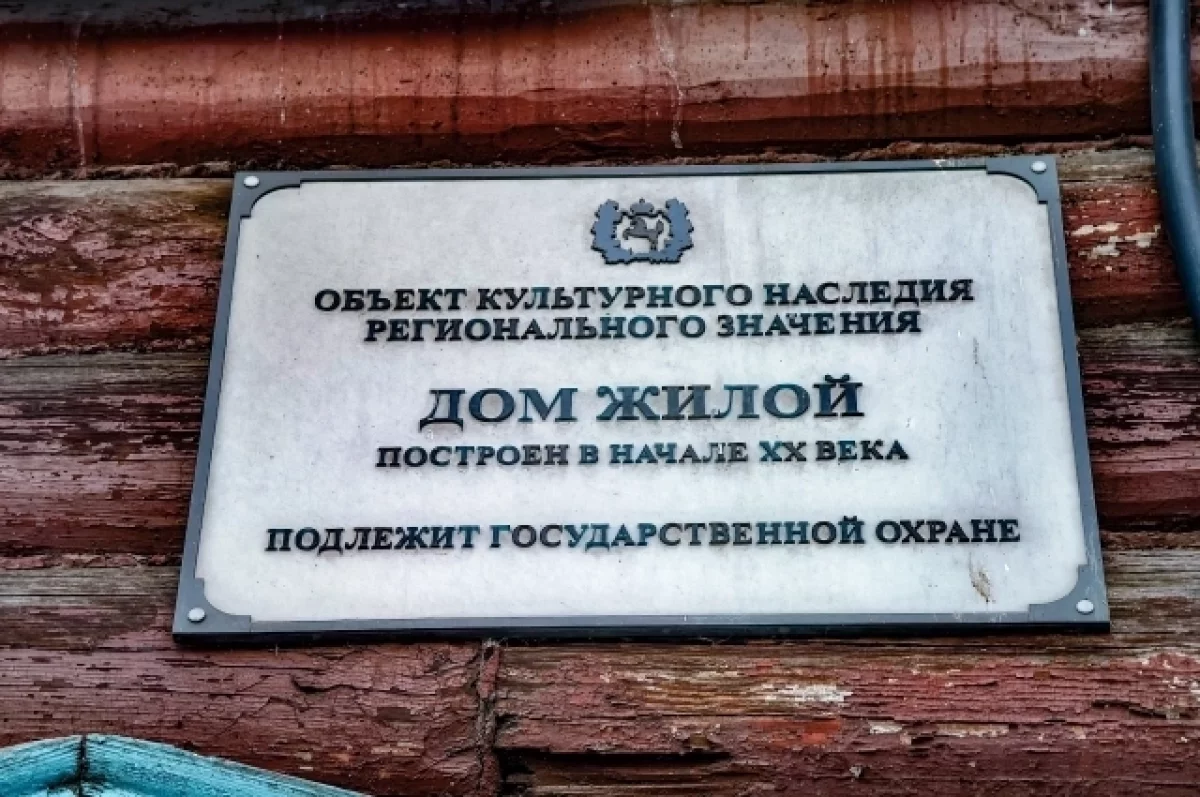 ОБЪЕКТ КУЛЬТУРНОГО НАСЛЕДИЯ
РЕГИОНАЛЬНОГО ЗНАЧЕНИЯ
ДОМ ЖИЛОЙ
ПОСТРОЕН В НАЧАЛЕ XX ВЕКА
ПОДЛЕЖИТ ГОСУДАРСТВЕННОЙ ОХРАНЕ